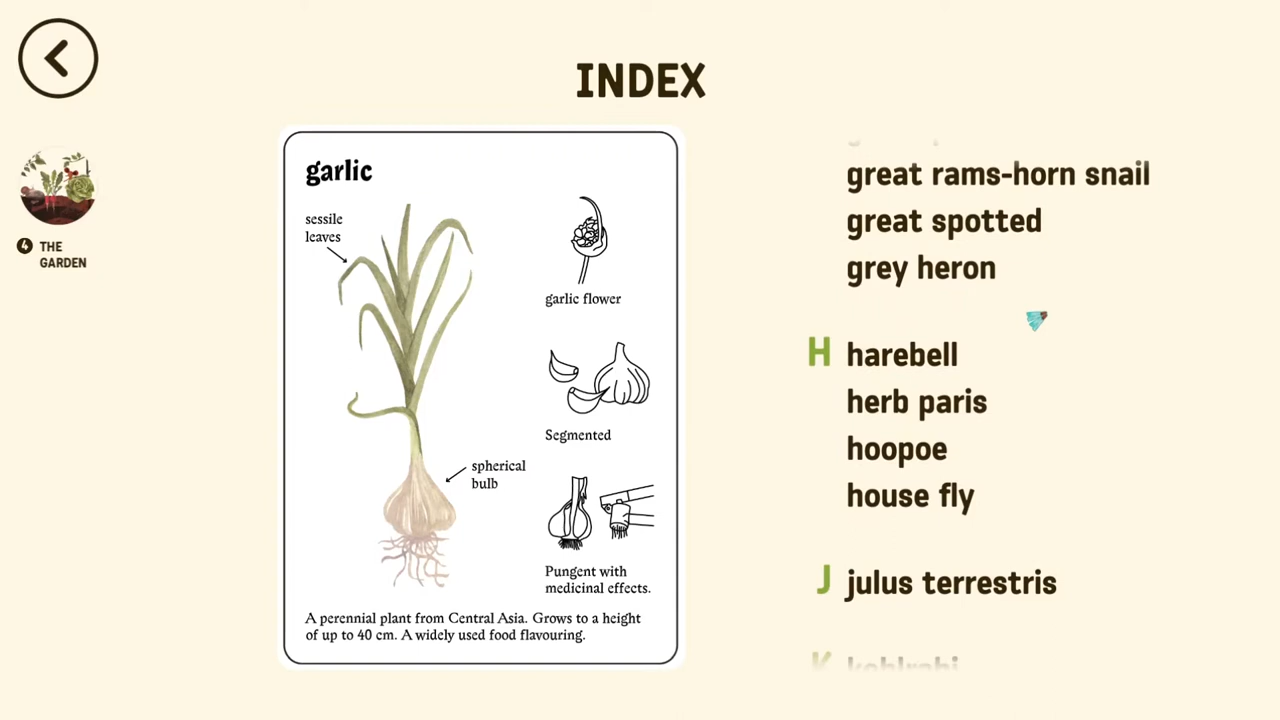 INDEX
4 THE
GARDEN
garlic
sessile
leaves
garlic flower
Segmented
spherical
bulb
Pungent with
medicinal effects.
A perennial plant from Central Asia. Grows to a height
of up to 40 cm. A widely used food flavouring.
great rams-horn snail
great spotted
grey heron
H harebell
herb paris
hoopoe
house fly
J julus terrestris
K kohlrabi